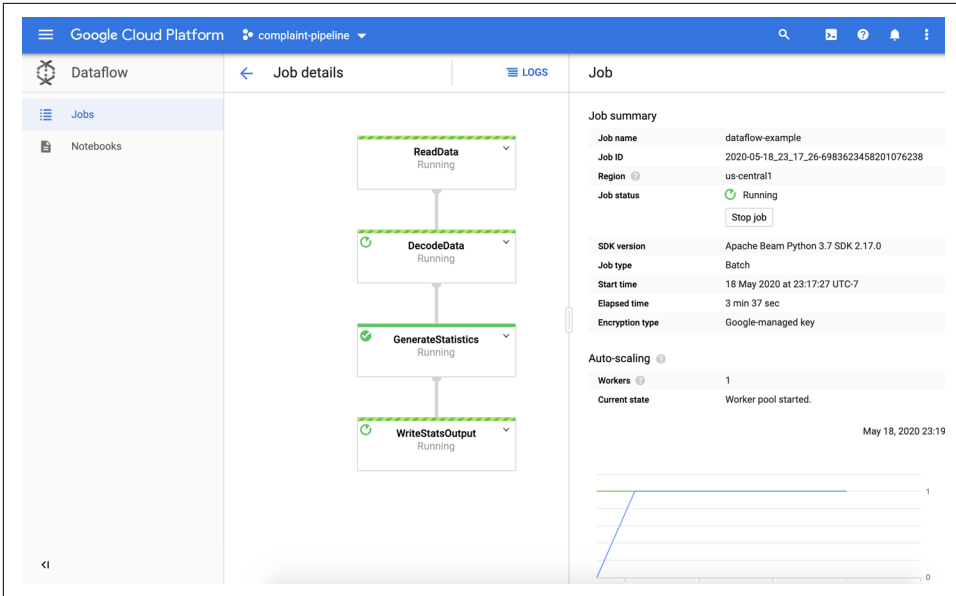 Google Cloud Platform complaint-pipeline
Dataflow
Jobs
Notebooks
Job details
LOGS
ReadData
Running
DecodeData
Running
GenerateStatistics
Running
WriteStatsOutput
Running
Job
Job summary
Job name dataflow-example
Job ID 2020-05-18_23_17_26-6983623458201076238
Region us-central1
Job status Running
Stop job
SDK version Apache Beam Python 3.7 SDK 2.17.0
Job type Batch
Start time 18 May 2020 at 23:17:27 UTC-7
Elapsed time 3 min 37 sec
Encryption type Google-managed key
Auto-scaling
Workers 1
Current state Worker pool started.
May 18, 2020 23:19
1
0